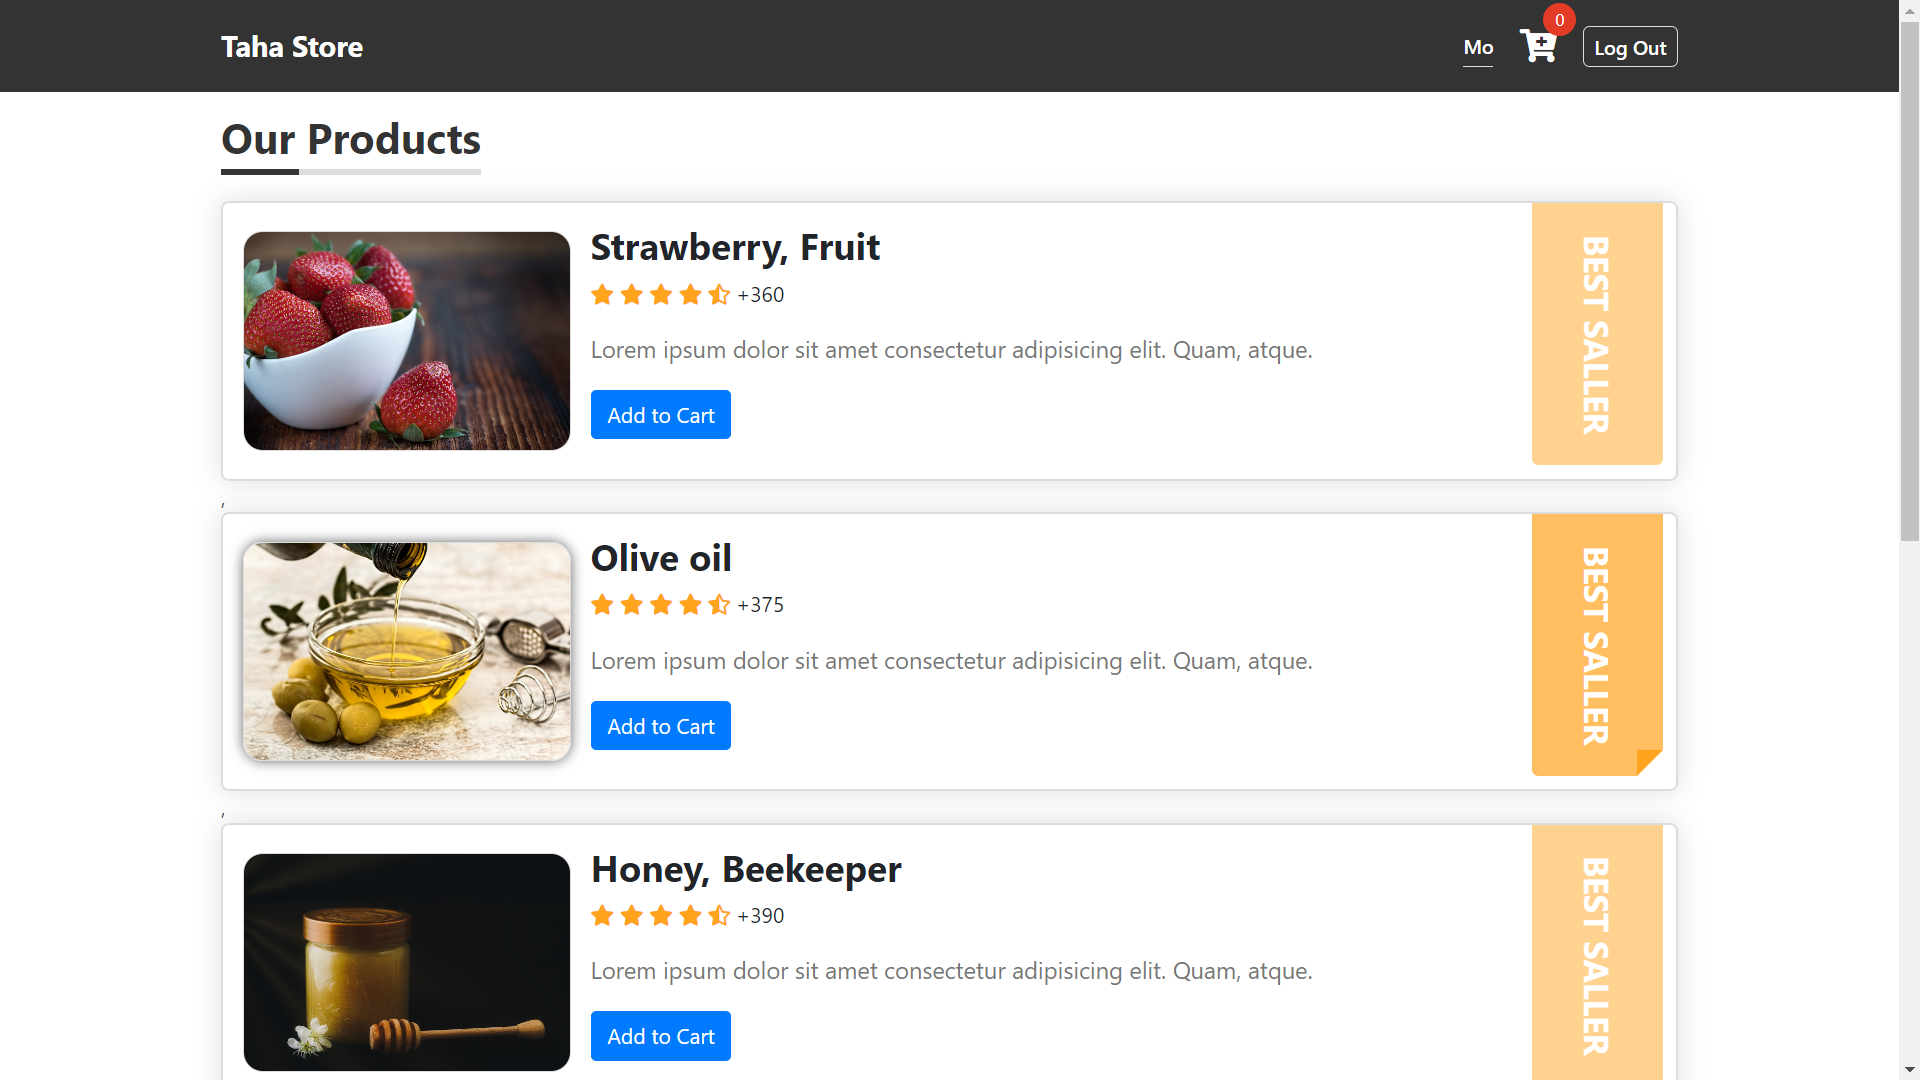 Taha Store
Mo
0
Log Out
Our Products
Strawberry, Fruit
+360
Lorem ipsum dolor sit amet consectetur adipisicing elit. Quam, atque.
Add to Cart
BEST SALLER
,
Olive oil
+375
Lorem ipsum dolor sit amet consectetur adipisicing elit. Quam, atque.
Add to Cart
BEST SALLER
,
Honey, Beekeeper
+390
Lorem ipsum dolor sit amet consectetur adipisicing elit. Quam, atque.
Add to Cart
BEST SALLER